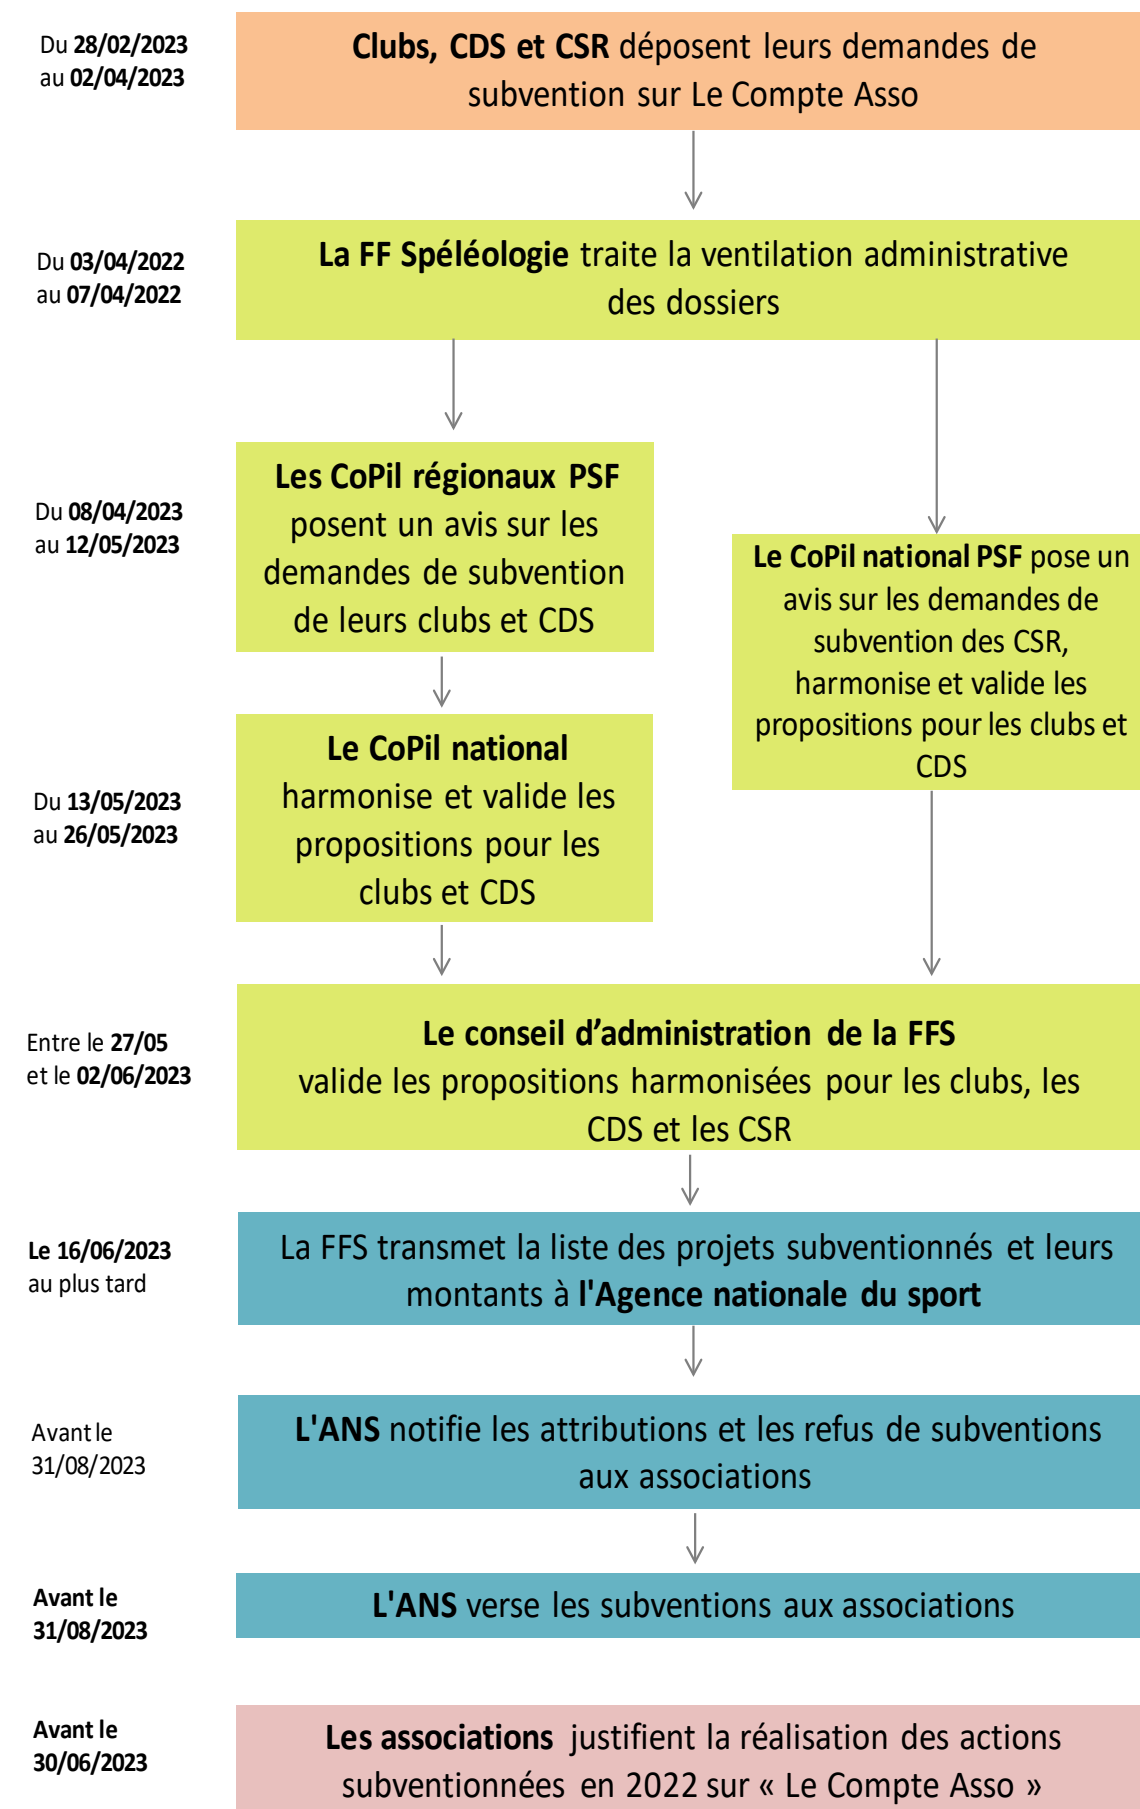 Du 28/02/2023
au 02/04/2023
Clubs, CDS et CSR déposent leurs demandes de
subvention sur Le Compte Asso
Du 03/04/2022
au 07/04/2022
La FF Spéléologie traite la ventilation administrative
des dossiers
Du 08/04/2023
au 12/05/2023
Les CoPil régionaux PSF
posent un avis sur les
demandes de subvention
de leurs clubs et CDS
Le CoPil national PSF pose un
avis sur les demandes de
subvention des CSR,
harmonise et valide les
propositions pour les clubs et
CDS
Du 13/05/2023
au 26/05/2023
Le CoPil national
harmonise et valide les
propositions pour les
clubs et CDS
Entre le 27/05
et le 02/06/2023
Le conseil d’administration de la FFS
valide les propositions harmonisées pour les clubs, les
CDS et les CSR
Le 16/06/2023
au plus tard
La FFS transmet la liste des projets subventionnés et leurs
montants à l'Agence nationale du sport
Avant le
31/08/2023
L'ANS notifie les attributions et les refus de subventions
aux associations
Avant le
31/08/2023
L'ANS verse les subventions aux associations
Avant le
30/06/2023
Les associations justifient la réalisation des actions
subventionnées en 2022 sur « Le Compte Asso »